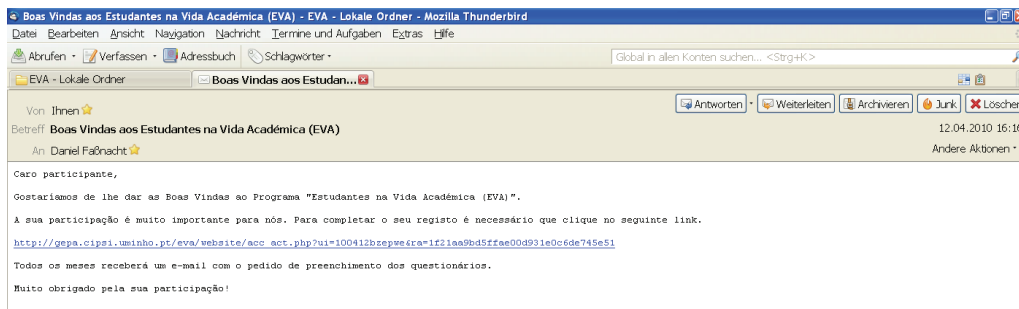 Boas Vindas aos Estudantes na Vida Académica (EVA) - EVA - Lokale Ordner - Mozilla Thunderbird
Datei Bearbeiten Ansicht Navigation Nachricht Termine und Aufgaben Extras Hilfe
Abrufen Verfassen Adressbuch Schlagwörter Global in allen Konten suchen... <Strg+K>
EVA - Lokale Ordner Boas Vindas aos Estudan...
Von Ihnen Antworten Weiterleiten Archivieren Junk Löschen
Betreff Boas Vindas aos Estudantes na Vida Académica (EVA) 12.04.2010 16:16
An Daniel Faßnacht Andere Aktionen
Caro participante,
Gostaríamos de lhe dar as Boas Vindas ao Programa "Estudantes na Vida Académica (EVA)".
A sua participação é muito importante para nós. Para completar o seu registo é necessário que clique no seguinte link.
http://gepa.cipsi.uminho.pt/eva/website/acc_act.php?ui=100412bzepwe&ra=1f21aa9bd5ffae00d931e0c6de745e51
Todos os meses receberá um e-mail com o pedido de preenchimento dos questionários.
Muito obrigado pela sua participação!